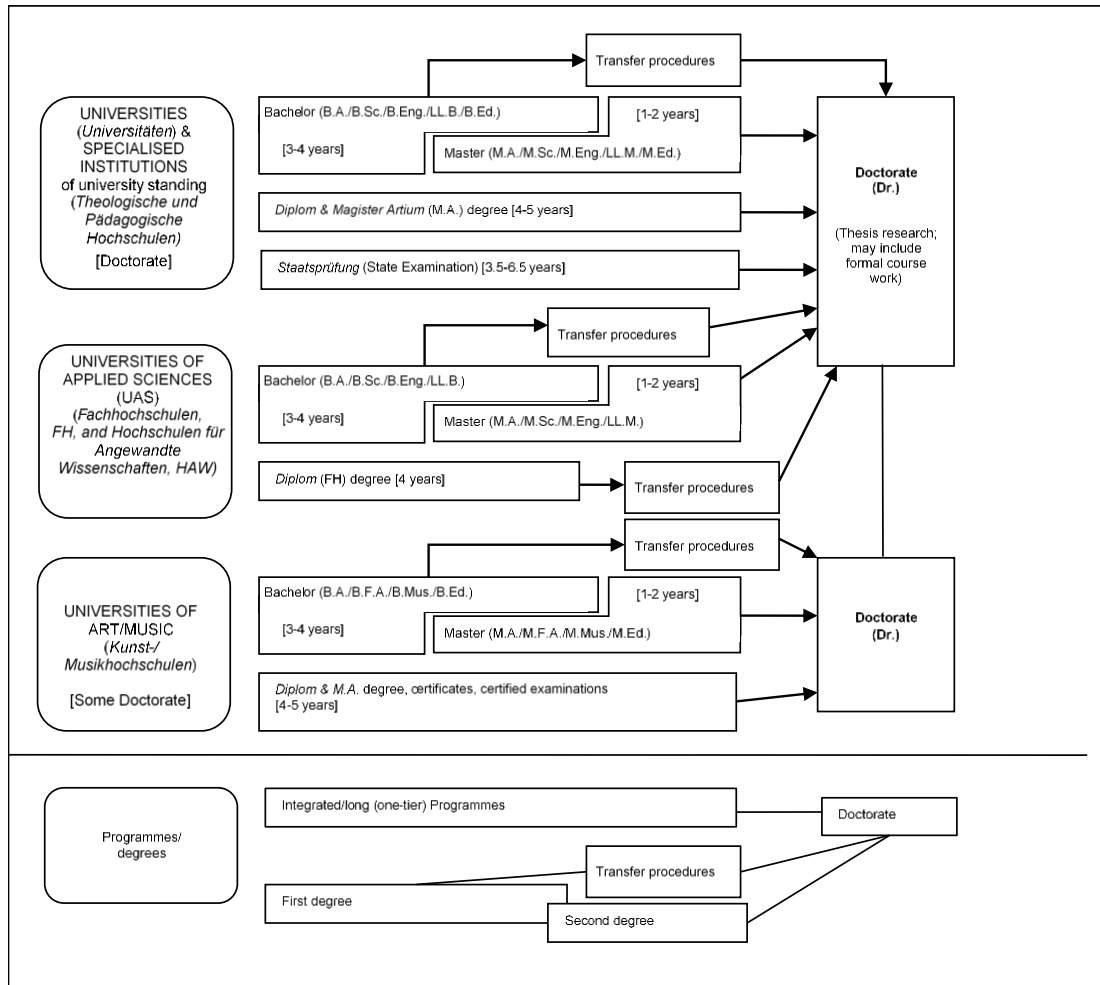 Transfer procedures
UNIVERSITIES
(Universitäten) &
SPECIALISED
INSTITUTIONS
of university standing
(Theologische und
Pädagogische
Hochschulen)
[Doctorate]
Bachelor (B.A./B.Sc./B.Eng./LL.B./B.Ed.)
[1-2 years]
[3-4 years]
Master (M.A./M.Sc./M.Eng./LL.M./M.Ed.)
Diplom & Magister Artium (M.A.) degree [4-5 years]
Staatsprüfung (State Examination) [3.5-6.5 years]
Doctorate
(Dr.)
(Thesis research;
may include
formal course
work)
Transfer procedures
UNIVERSITIES OF
APPLIED SCIENCES
(UAS)
(Fachhochschulen,
FH, and Hochschulen für
Angewandte
Wissenschaften, HAW)
Bachelor (B.A./B.Sc./B.Eng./LL.B.)
[1-2 years]
[3-4 years]
Master (M.A./M.Sc./M.Eng./LL.M.)
Diplom (FH) degree [4 years]
Transfer procedures
Transfer procedures
UNIVERSITIES OF
ART/MUSIC
(Kunst-/
Musikhochschulen)
[Some Doctorate]
Bachelor (B.A./B.F.A./B.Mus./B.Ed.)
[1-2 years]
[3-4 years]
Master (M.A./M.F.A./M.Mus./M.Ed.)
Diplom & M.A. degree, certificates, certified examinations
[4-5 years]
Doctorate
(Dr.)
Programmes/
degrees
Integrated/long (one-tier) Programmes
Doctorate
Transfer procedures
First degree
Second degree